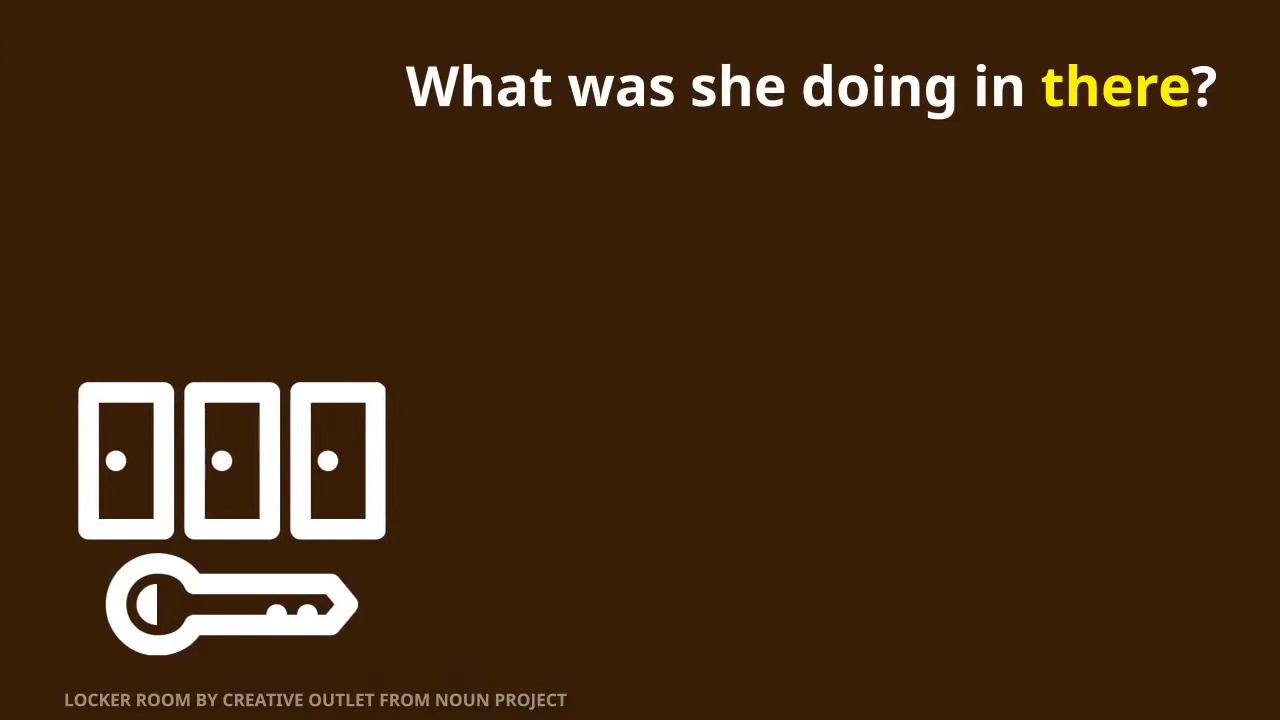 What was she doing in there?
LOCKER ROOM BY CREATIVE OUTLET FROM NOUN PROJECT